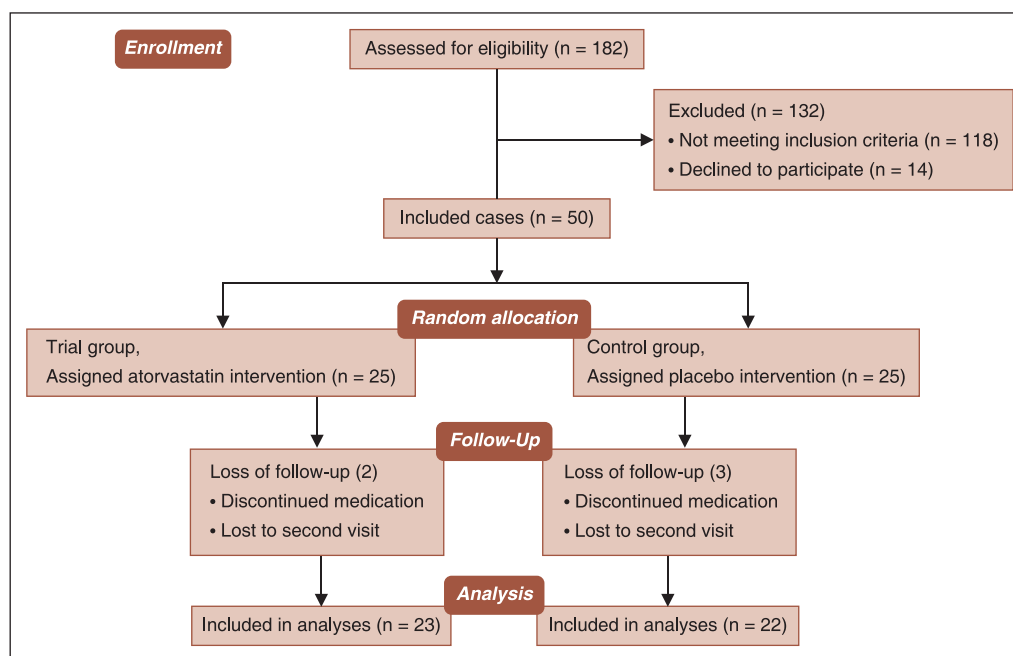 Enrollment
Assessed for eligibility (n = 182)
Excluded (n = 132)
• Not meeting inclusion criteria (n = 118)
• Declined to participate (n = 14)
Included cases (n = 50)
Random allocation
Trial group,
Assigned atorvastatin intervention (n = 25)
Control group,
Assigned placebo intervention (n = 25)
Follow-Up
Loss of follow-up (2)
• Discontinued medication
• Lost to second visit
Loss of follow-up (3)
• Discontinued medication
• Lost to second visit
Analysis
Included in analyses (n = 23)
Included in analyses (n = 22)